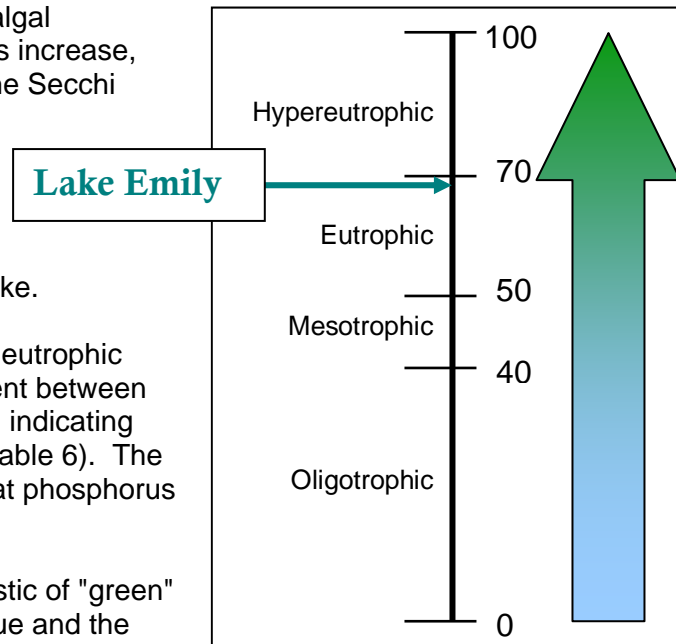 algal
s increase,
ne Secchi
ke.
eutrophic
ent between
indicating
able 6). The
at phosphorus
stic of "green"
ue and the
Lake Emily
100
Hypereutrophic
70
Eutrophic
50
Mesotrophic
40
Oligotrophic
0